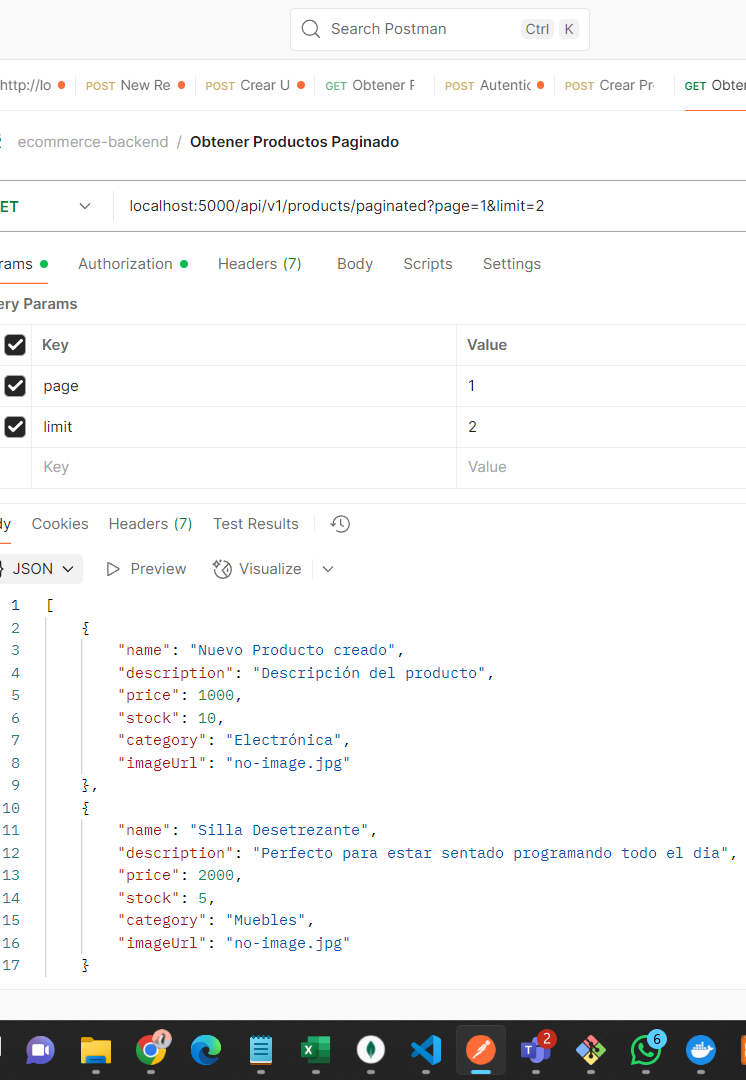 Search Postman Ctrl K
http://lo POST New Re POST Crear U GET Obtener F POST Autentic POST Crear Pr GET Obter
ecommerce-backend / Obtener Productos Paginado
ET localhost:5000/api/v1/products/paginated?page=1&limit=2
rams Authorization Headers (7) Body Scripts Settings
ery Params
Key Value
page 1
limit 2
Key Value
dy Cookies Headers (7) Test Results
} JSON Preview Visualize
1 [
2 {
3 "name": "Nuevo Producto creado",
4 "description": "Descripción del producto",
5 "price": 1000,
6 "stock": 10,
7 "category": "Electrónica",
8 "imageUrl": "no-image.jpg"
9 },
10 {
11 "name": "Silla Desetrezante",
12 "description": "Perfecto para estar sentado programando todo el dia",
13 "price": 2000,
14 "stock": 5,
15 "category": "Muebles",
16 "imageUrl": "no-image.jpg"
17 }
2 6